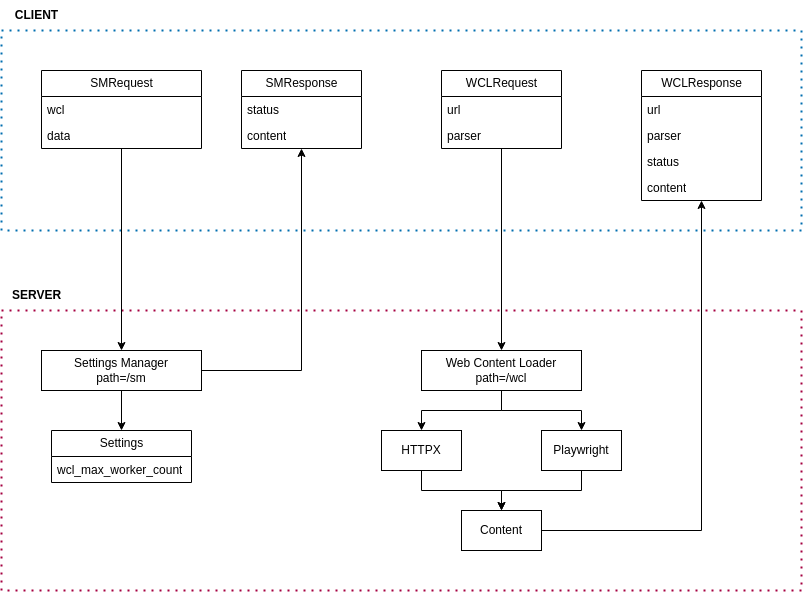 CLIENT
SMRequest
wcl
data
SMResponse
status
content
WCLRequest
url
parser
WCLResponse
url
parser
status
content
SERVER
Settings Manager
path=/sm
Settings
wcl_max_worker_count
Web Content Loader
path=/wcl
HTTPX
Playwright
Content